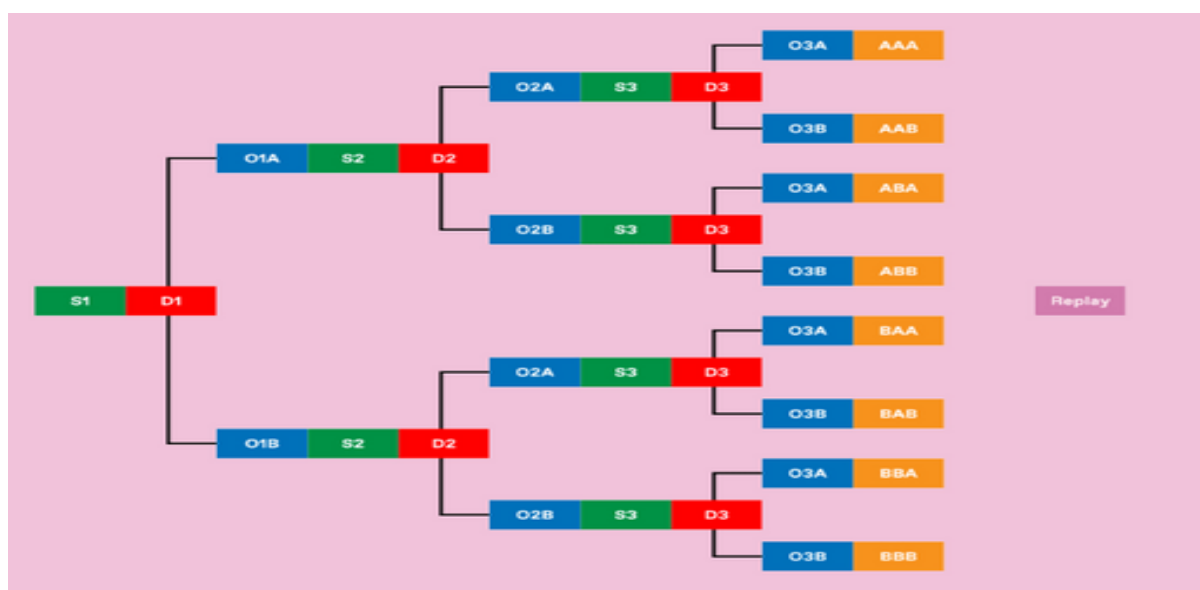 O3A AAA
O2A S3 D3
O3B AAB
O1A S2 D2
O3A ABA
O2B S3 D3
O3B ABB
S1 D1 Replay
O3A BAA
O2A S3 D3
O3B BAB
O1B S2 D2
O3A BBA
O2B S3 D3
O3B BBB